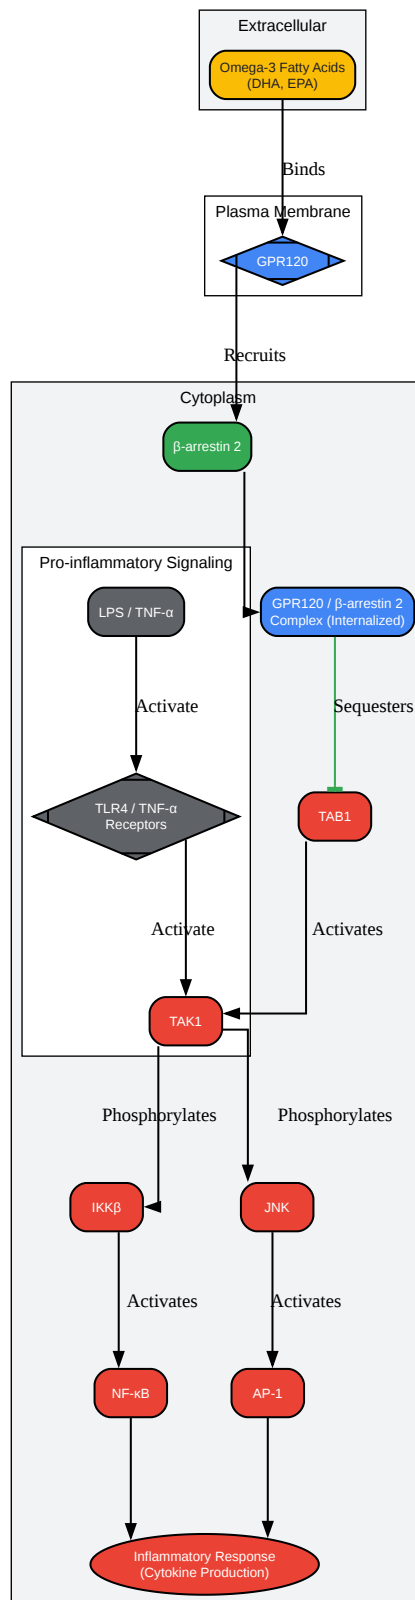 Extracellular
Omega-3 Fatty Acids
(DHA, EPA)
Binds
Plasma Membrane
GPR120
Recruits
Cytoplasm
β-arrestin 2
Pro-inflammatory Signaling
LPS / TNF-α
GPR120 / β-arrestin 2
Complex (Internalized)
Activate
Sequesters
TLR4 / TNF-α
Receptors
TAB1
Activate
Activates
TAK1
Phosphorylates
Phosphorylates
IKKβ
JNK
Activates
Activates
NF-κB
AP-1
Inflammatory Response
(Cytokine Production)